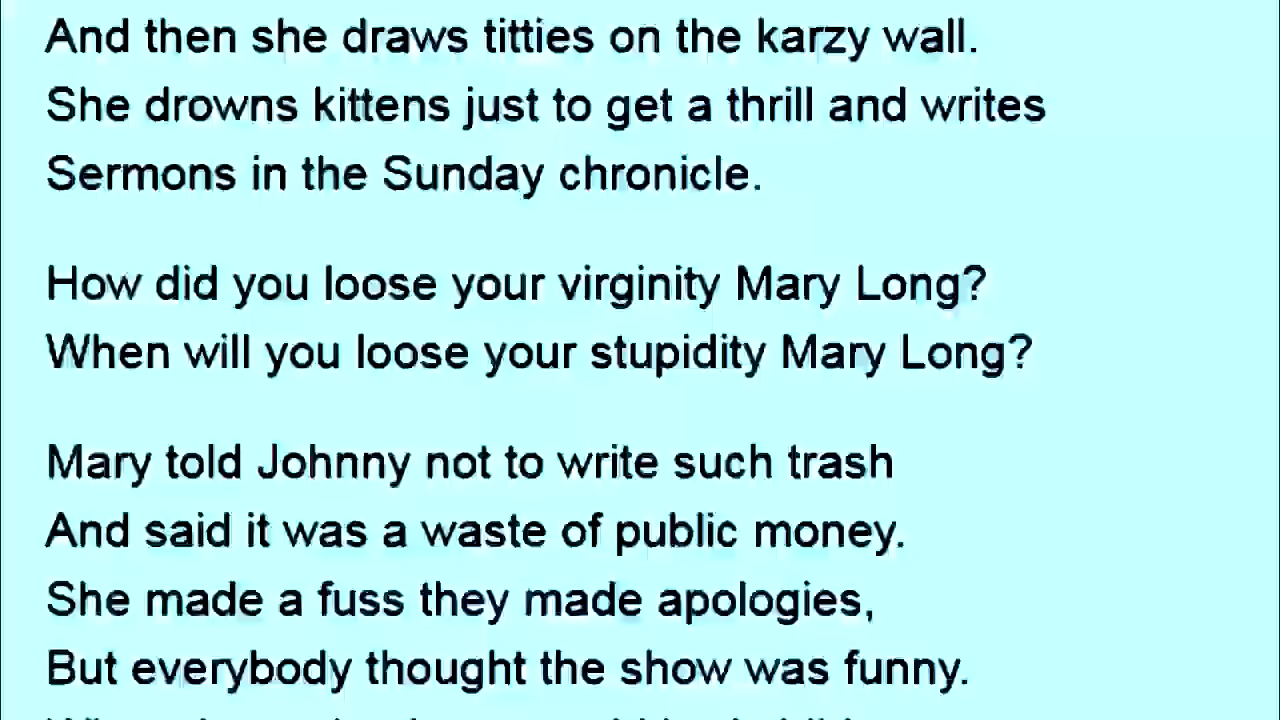 And then she draws titties on the karzy wall.
She drowns kittens just to get a thrill and writes
Sermons in the Sunday chronicle.
How did you loose your virginity Mary Long?
When will you loose your stupidity Mary Long?
Mary told Johnny not to write such trash
And said it was a waste of public money.
She made a fuss they made apologies,
But everybody thought the show was funny.